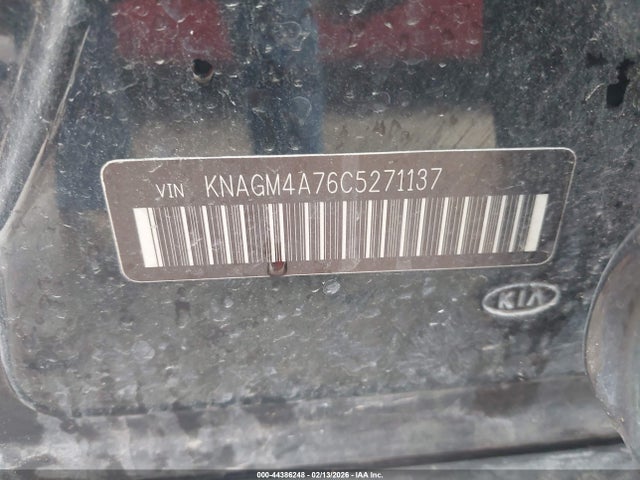 VIN KNAGM4A76C5271137
KIA
000-44386248 - 02/13/2026 - IAA Inc.